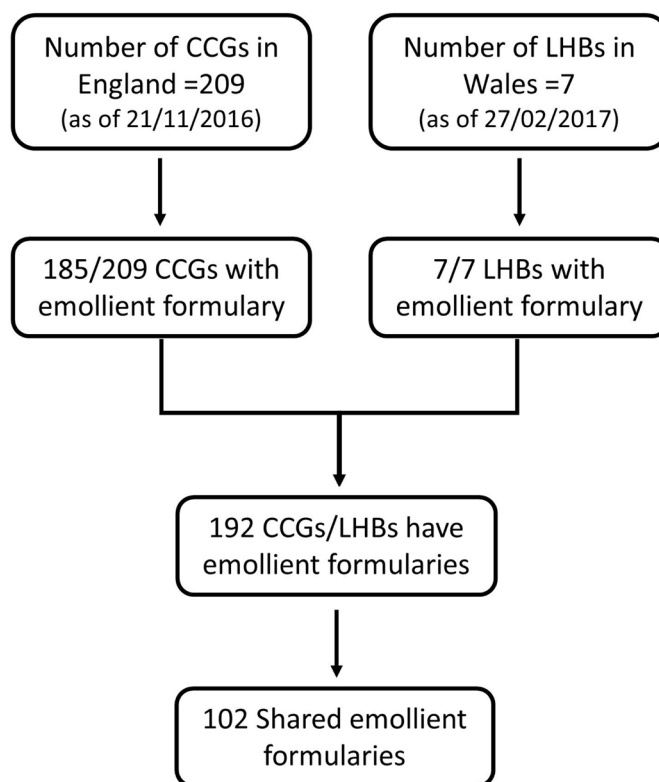 Number of CCGs in
England =209
(as of 21/11/2016)
Number of LHBs in
Wales =7
(as of 27/02/2017)
185/209 CCGs with
emollient formulary
7/7 LHBs with
emollient formulary
192 CCGs/LHBs have
emollient formularies
102 Shared emollient
formularies